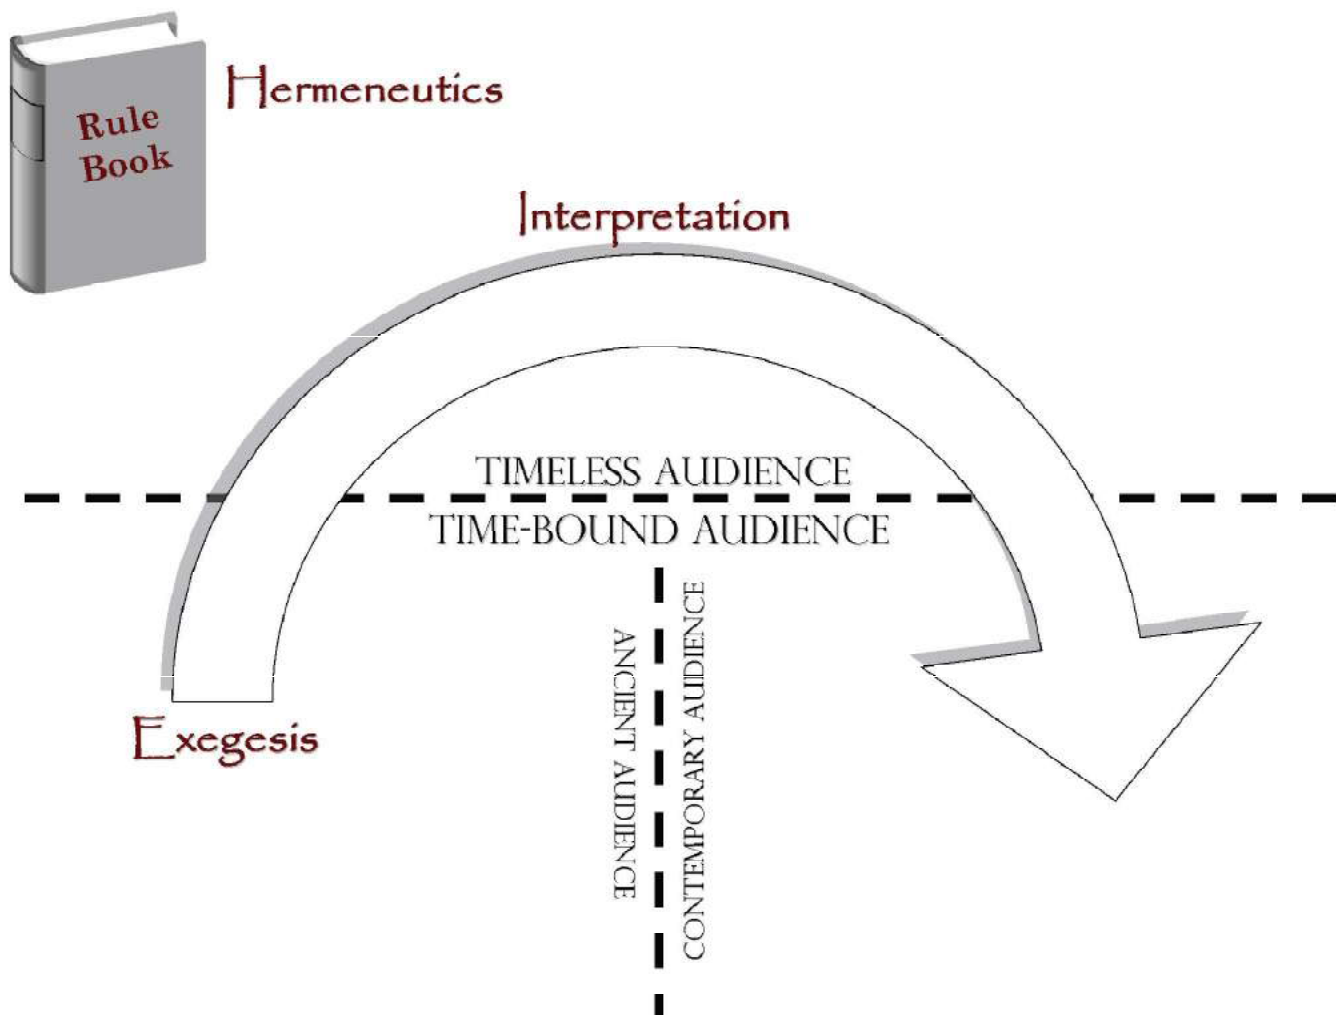 Rule
Book
Hermeneutics
Interpretation
TIMELESS AUDIENCE
TIME-BOUND AUDIENCE
Exegesis
ANCIENT AUDIENCE
CONTEMPORARY AUDIENCE